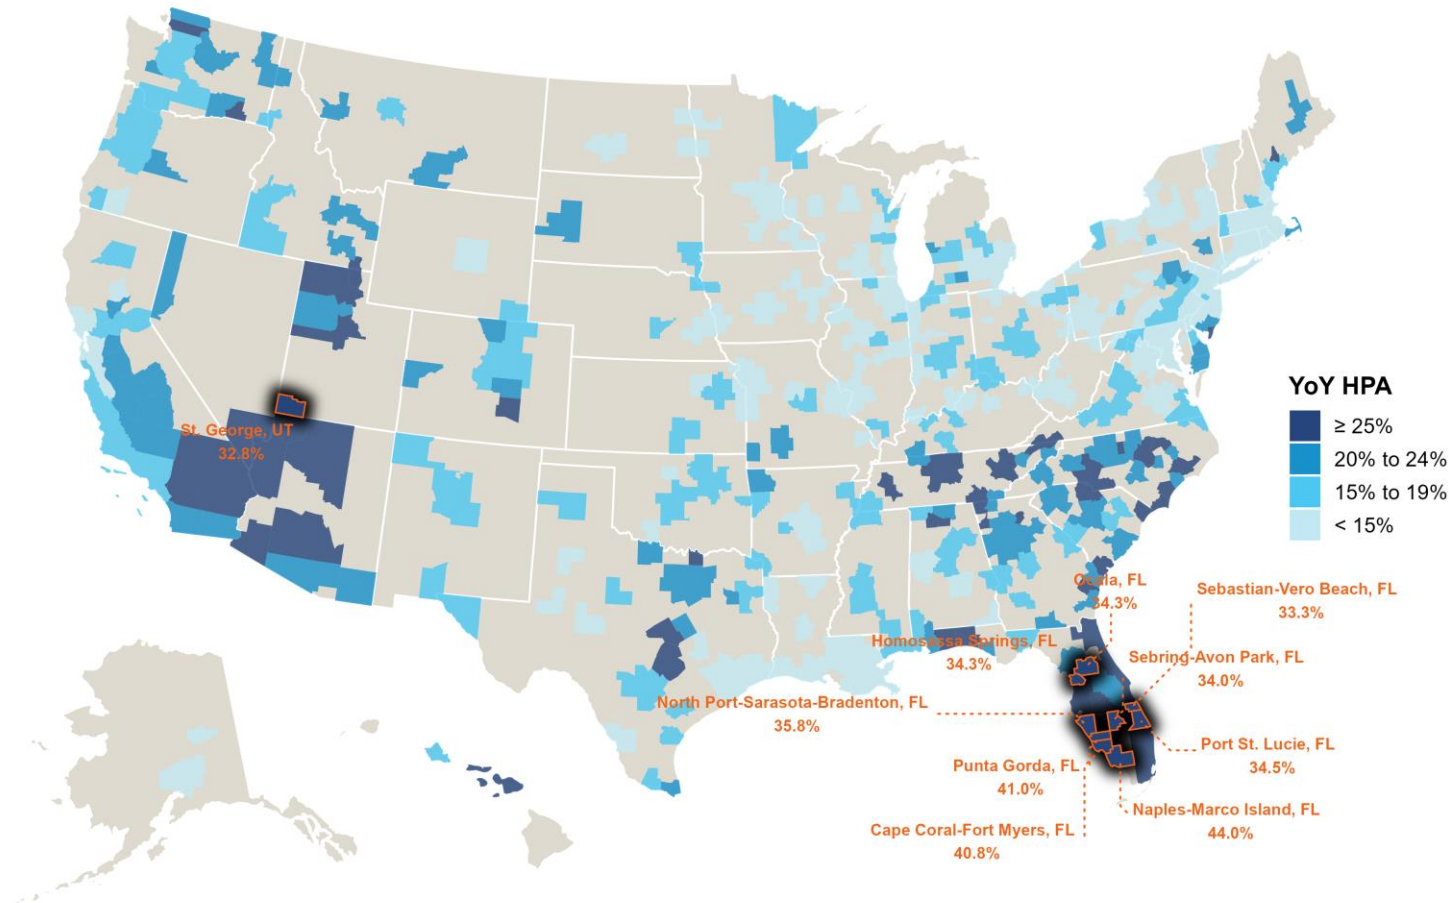 YoY HPA
≥ 25%
20% to 24%
15% to 19%
< 15%
St. George, UT
32.8%
Ocala, FL
34.3%
Sebastian-Vero Beach, FL
33.3%
Homosassa Springs, FL
34.3%
Sebring-Avon Park, FL
34.0%
North Port-Sarasota-Bradenton, FL
35.8%
Port St. Lucie, FL
34.5%
Punta Gorda, FL
41.0%
Naples-Marco Island, FL
44.0%
Cape Coral-Fort Myers, FL
40.8%